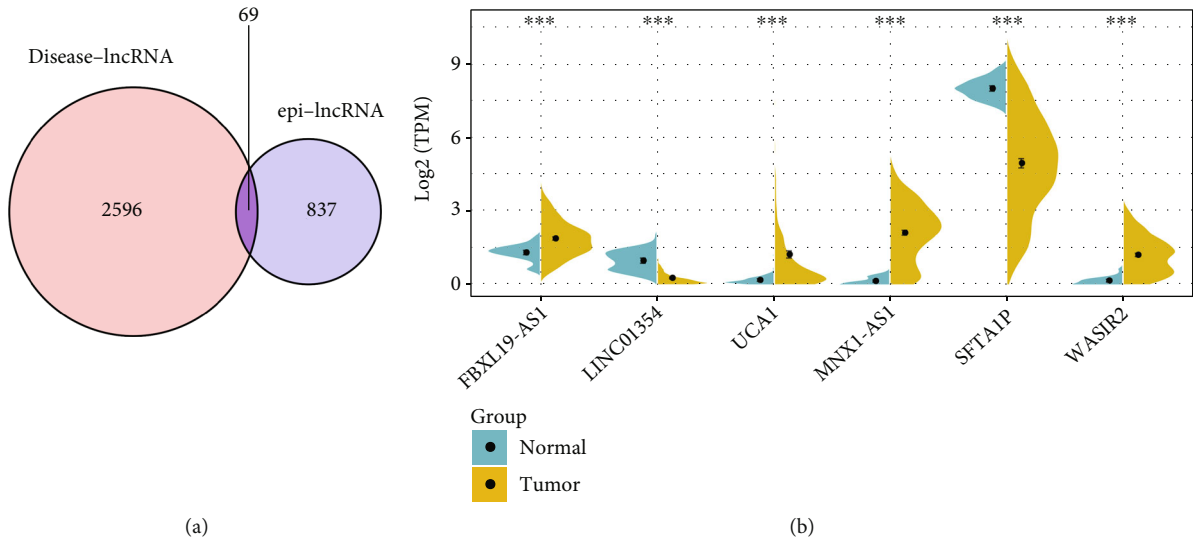 69
Disease–lncRNA
epi–lncRNA
2596
837
(a)
*** *** *** *** *** ***
Log2 (TPM)
9
6
3
0
FBXL19-AS1
LINC01354
UCA1
MNX1-AS1
SFTA1P
WASIR2
Group
Normal
Tumor
(b)